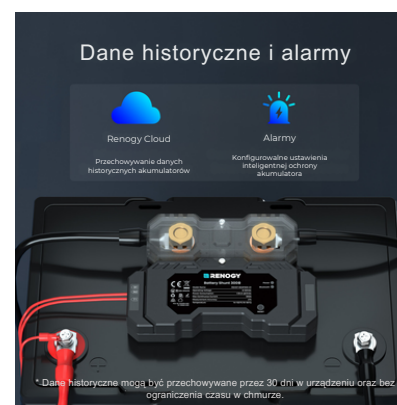 Dane historyczne i alarmy
Renogy Cloud
Alarmy
Przechowywanie danych
historycznych akumulatorów
Konfigurowalne ustawienia
inteligentnej ochrony
akumulatora
RENOGY
Battery Shunt 300
* Dane historyczne mogą być przechowywane przez 30 dni w urządzeniu oraz bez
ograniczenia czasu w chmurze.